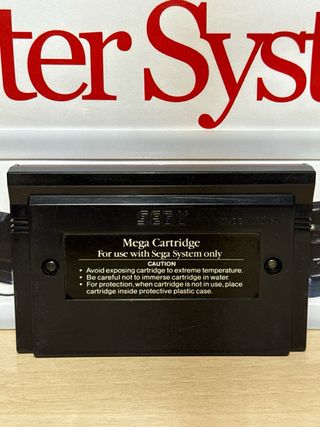 ter Syst
SEGA
Mega Cartridge
For use with Sega System only
CAUTION
• Avoid exposing cartridge to extreme temperature.
• Be careful not to immerse cartridge in water.
• For protection, when cartridge is not in use, place
cartridge inside protective plastic case.